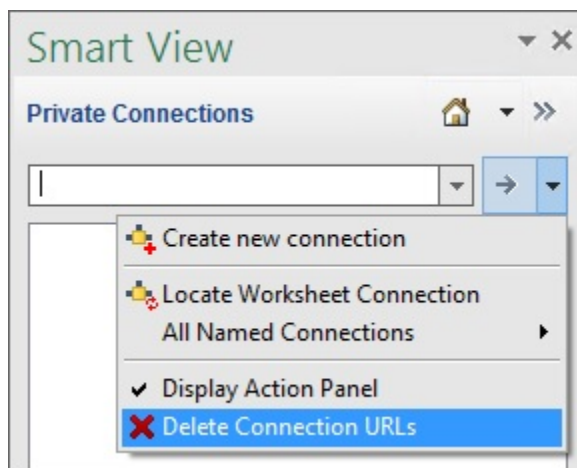 Smart View
Private Connections
Create new connection
Locate Worksheet Connection
All Named Connections
Display Action Panel
Delete Connection URLs